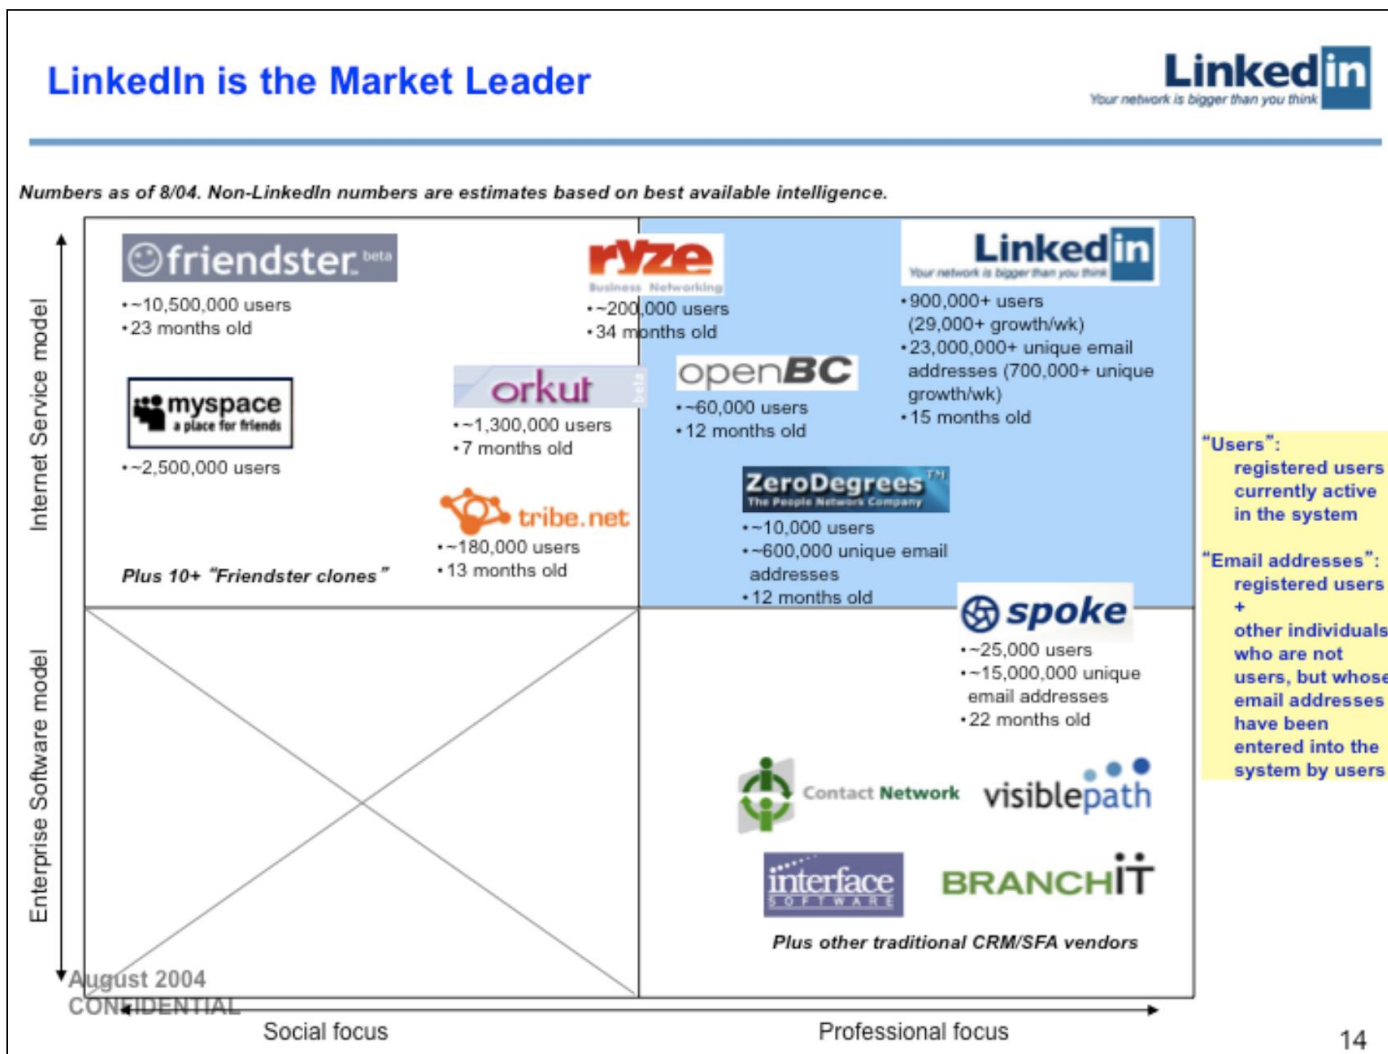 LinkedIn is the Market Leader
Linked in
Your network is bigger than you think
Numbers as of 8/04. Non-LinkedIn numbers are estimates based on best available intelligence.
Internet Service model
Enterprise Software model
friendster beta
•~10,500,000 users
•23 months old
myspace
a place for friends
•~2,500,000 users
Plus 10+ “Friendster clones”
ryze
Business Networking
•~200,000 users
•34 months old
orkut beta
•~1,300,000 users
•7 months old
tribe.net
•~180,000 users
•13 months old
openBC
•~60,000 users
•12 months old
ZeroDegrees™
The People Network Company
•~10,000 users
•~600,000 unique email
addresses
•12 months old
Linked in
Your network is bigger than you think
•900,000+ users
(29,000+ growth/wk)
•23,000,000+ unique email
addresses (700,000+ unique
growth/wk)
•15 months old
spoke
•~25,000 users
•~15,000,000 unique
email addresses
•22 months old
Contact Network
visiblepath
interface
SOFTWARE
BRANCHIT
Plus other traditional CRM/SFA vendors
“Users”:
registered users
currently active
in the system
“Email addresses”:
registered users
+
other individuals
who are not
users, but whose
email addresses
have been
entered into the
system by users
August 2004
CONFIDENTIAL
Social focus
Professional focus
14